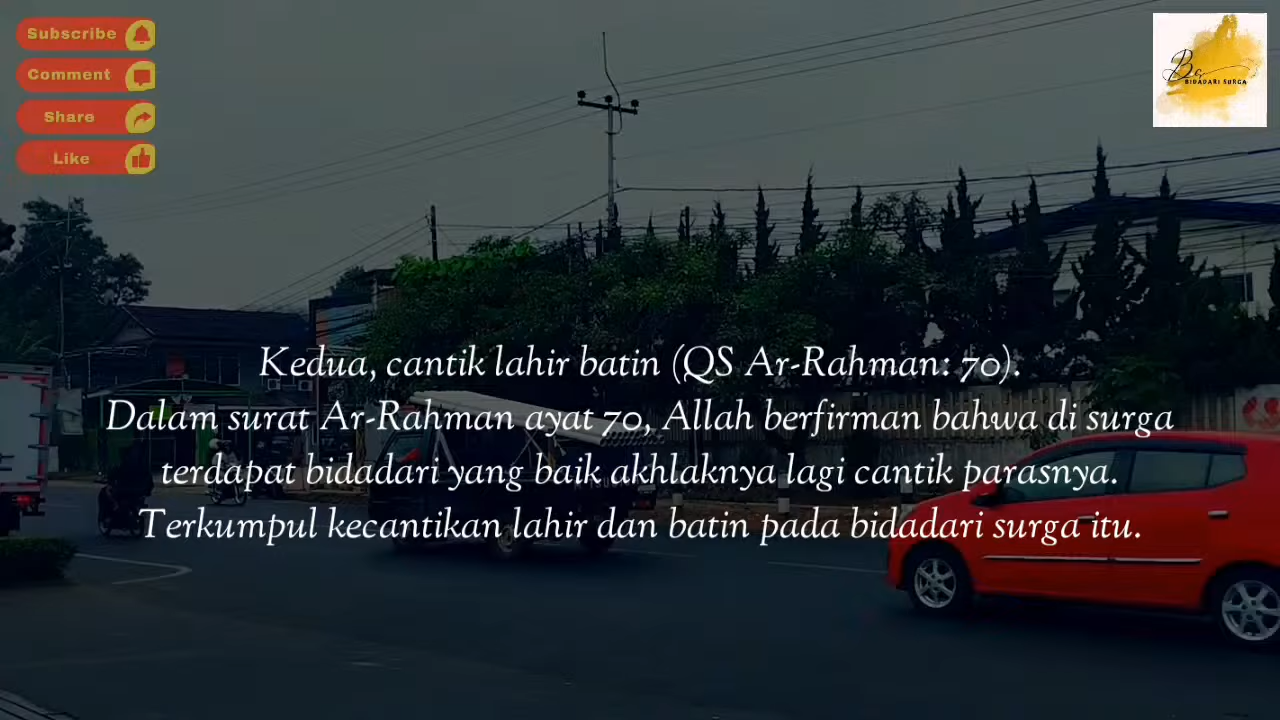 Subscribe
Comment
Share
Like
BIDADARI SURGA
Kedua, cantik lahir batin (QS Ar-Rahman: 70).
Dalam surat Ar-Rahman ayat 70, Allah berfirman bahwa di surga
terdapat bidadari yang baik akhlaknya lagi cantik parasnya.
Terkumpul kecantikan lahir dan batin pada bidadari surga itu.